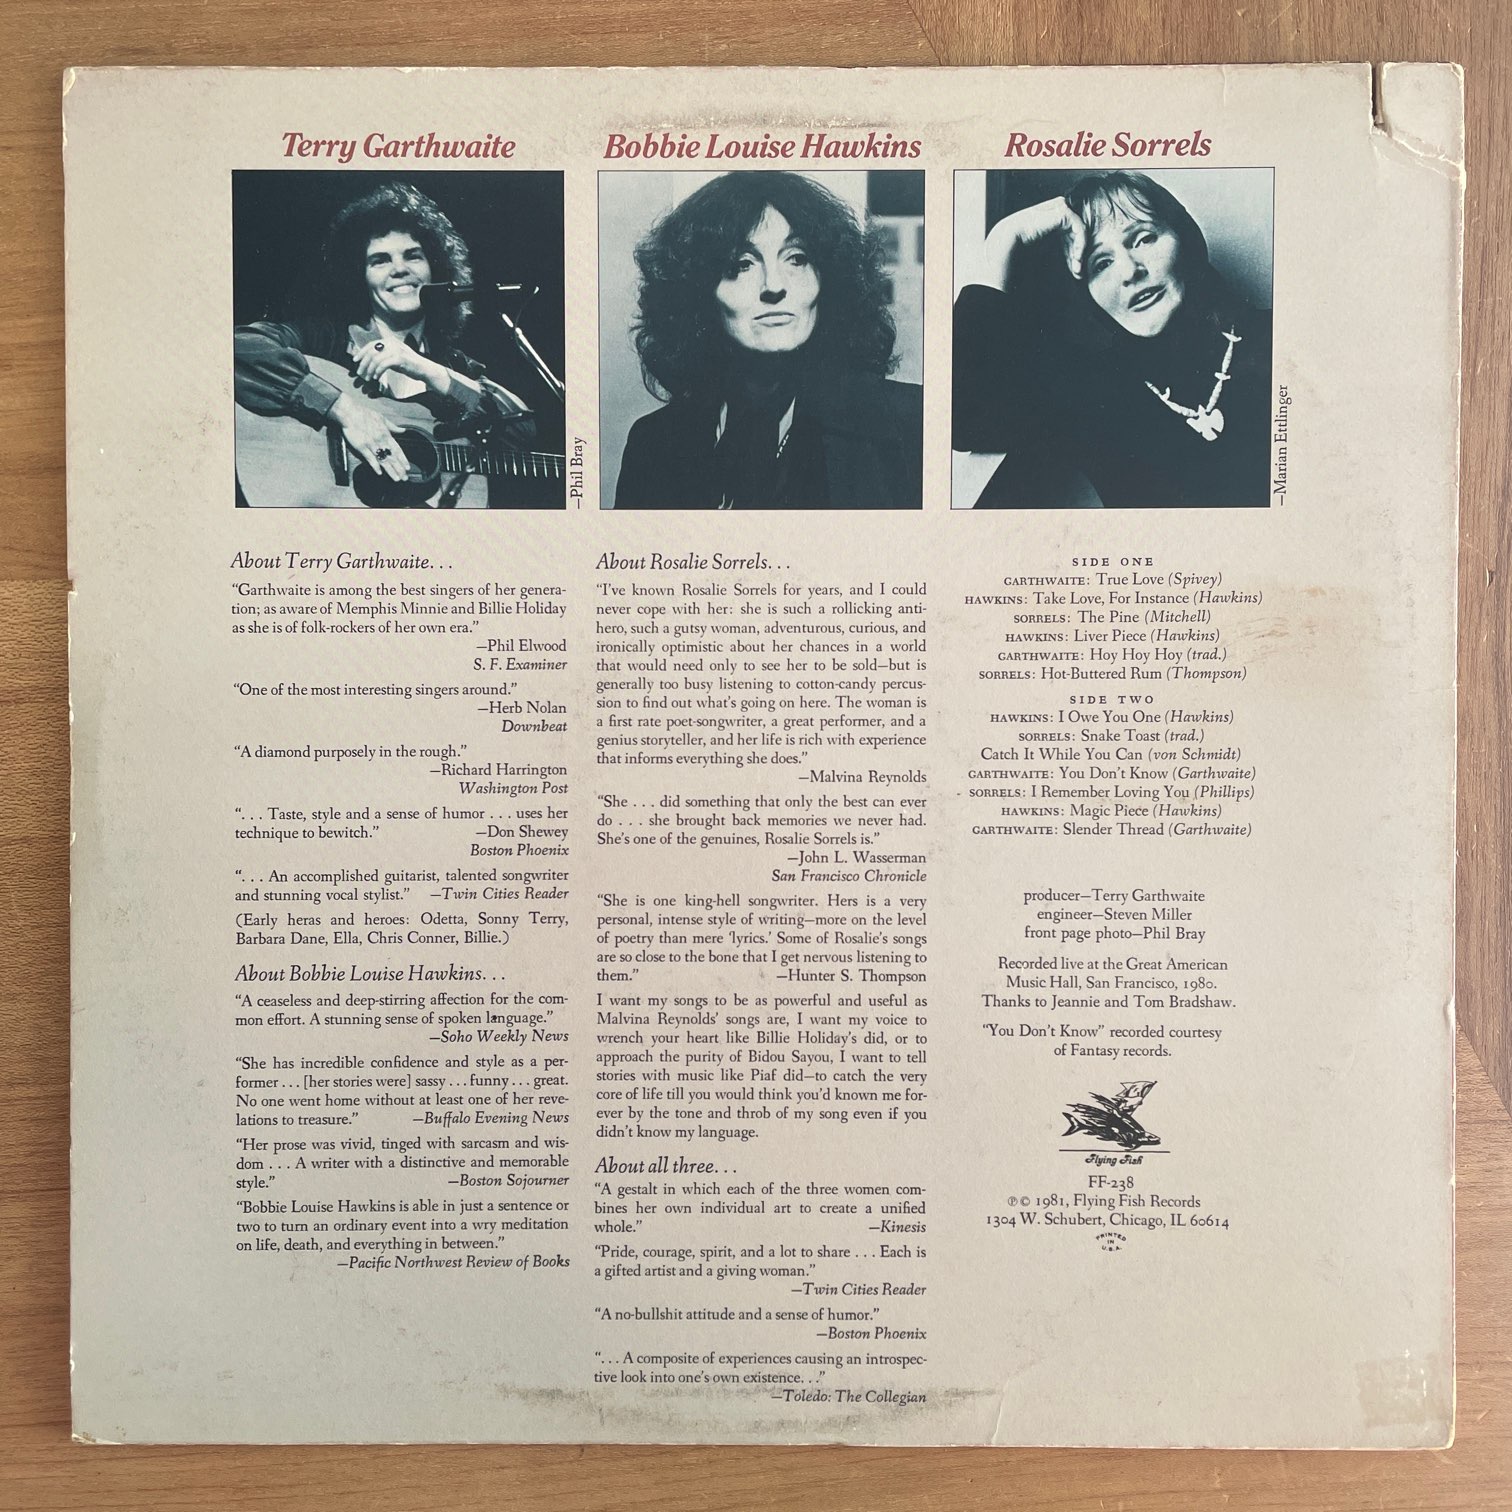 Terry Garthwaite
Bobbie Louise Hawkins
Rosalie Sorrels
—Phil Bray
—Marian Ettlinger
About Terry Garthwaite. . .
“Garthwaite is among the best singers of her genera-
tion; as aware of Memphis Minnie and Billie Holiday
as she is of folk-rockers of her own era.”
—Phil Elwood
S. F. Examiner
“One of the most interesting singers around.”
—Herb Nolan
Downbeat
“A diamond purposely in the rough.”
—Richard Harrington
Washington Post
“. . . Taste, style and a sense of humor . . . uses her
technique to bewitch.” —Don Shewey
Boston Phoenix
“. . . An accomplished guitarist, talented songwriter
and stunning vocal stylist.” —Twin Cities Reader
(Early heras and heroes: Odetta, Sonny Terry,
Barbara Dane, Ella, Chris Conner, Billie.)
About Bobbie Louise Hawkins. . .
“A ceaseless and deep-stirring affection for the com-
mon effort. A stunning sense of spoken language.”
—Soho Weekly News
“She has incredible confidence and style as a per-
former . . . [her stories were] sassy . . . funny . . . great.
No one went home without at least one of her reve-
lations to treasure.” —Buffalo Evening News
“Her prose was vivid, tinged with sarcasm and wis-
dom . . . A writer with a distinctive and memorable
style.” —Boston Sojourner
“Bobbie Louise Hawkins is able in just a sentence or
two to turn an ordinary event into a wry meditation
on life, death, and everything in between.”
—Pacific Northwest Review of Books
About Rosalie Sorrels. . .
“I’ve known Rosalie Sorrels for years, and I could
never cope with her: she is such a rollicking anti-
hero, such a gutsy woman, adventurous, curious, and
ironically optimistic about her chances in a world
that would need only to see her to be sold—but is
generally too busy listening to cotton-candy percus-
sion to find out what’s going on here. The woman is
a first rate poet-songwriter, a great performer, and a
genius storyteller, and her life is rich with experience
that informs everything she does.”
—Malvina Reynolds
“She . . . did something that only the best can ever
do . . . she brought back memories we never had.
She’s one of the genuines, Rosalie Sorrels is.”
—John L. Wasserman
San Francisco Chronicle
“She is one king-hell songwriter. Hers is a very
personal, intense style of writing—more on the level
of poetry than mere ‘lyrics.’ Some of Rosalie’s songs
are so close to the bone that I get nervous listening to
them.” —Hunter S. Thompson
I want my songs to be as powerful and useful as
Malvina Reynolds’ songs are, I want my voice to
wrench your heart like Billie Holiday’s did, or to
approach the purity of Bidou Sayou, I want to tell
stories with music like Piaf did—to catch the very
core of life till you would think you’d known me for-
ever by the tone and throb of my song even if you
didn’t know my language.
About all three. . .
“A gestalt in which each of the three women com-
bines her own individual art to create a unified
whole.” —Kinesis
“Pride, courage, spirit, and a lot to share . . . Each is
a gifted artist and a giving woman.”
—Twin Cities Reader
“A no-bullshit attitude and a sense of humor.”
—Boston Phoenix
“. . . A composite of experiences causing an introspec-
tive look into one’s own existence. . .”
—Toledo: The Collegian
SIDE ONE
GARTHWAITE: True Love (Spivey)
HAWKINS: Take Love, For Instance (Hawkins)
SORRELS: The Pine (Mitchell)
HAWKINS: Liver Piece (Hawkins)
GARTHWAITE: Hoy Hoy Hoy (trad.)
SORRELS: Hot-Buttered Rum (Thompson)
SIDE TWO
HAWKINS: I Owe You One (Hawkins)
SORRELS: Snake Toast (trad.)
Catch It While You Can (von Schmidt)
GARTHWAITE: You Don’t Know (Garthwaite)
SORRELS: I Remember Loving You (Phillips)
HAWKINS: Magic Piece (Hawkins)
GARTHWAITE: Slender Thread (Garthwaite)
producer—Terry Garthwaite
engineer—Steven Miller
front page photo—Phil Bray
Recorded live at the Great American
Music Hall, San Francisco, 1980.
Thanks to Jeannie and Tom Bradshaw.
“You Don’t Know” recorded courtesy
of Fantasy records.
Flying Fish
FF-238
℗© 1981, Flying Fish Records
1304 W. Schubert, Chicago, IL 60614
PRINTED
IN
U.S.A.